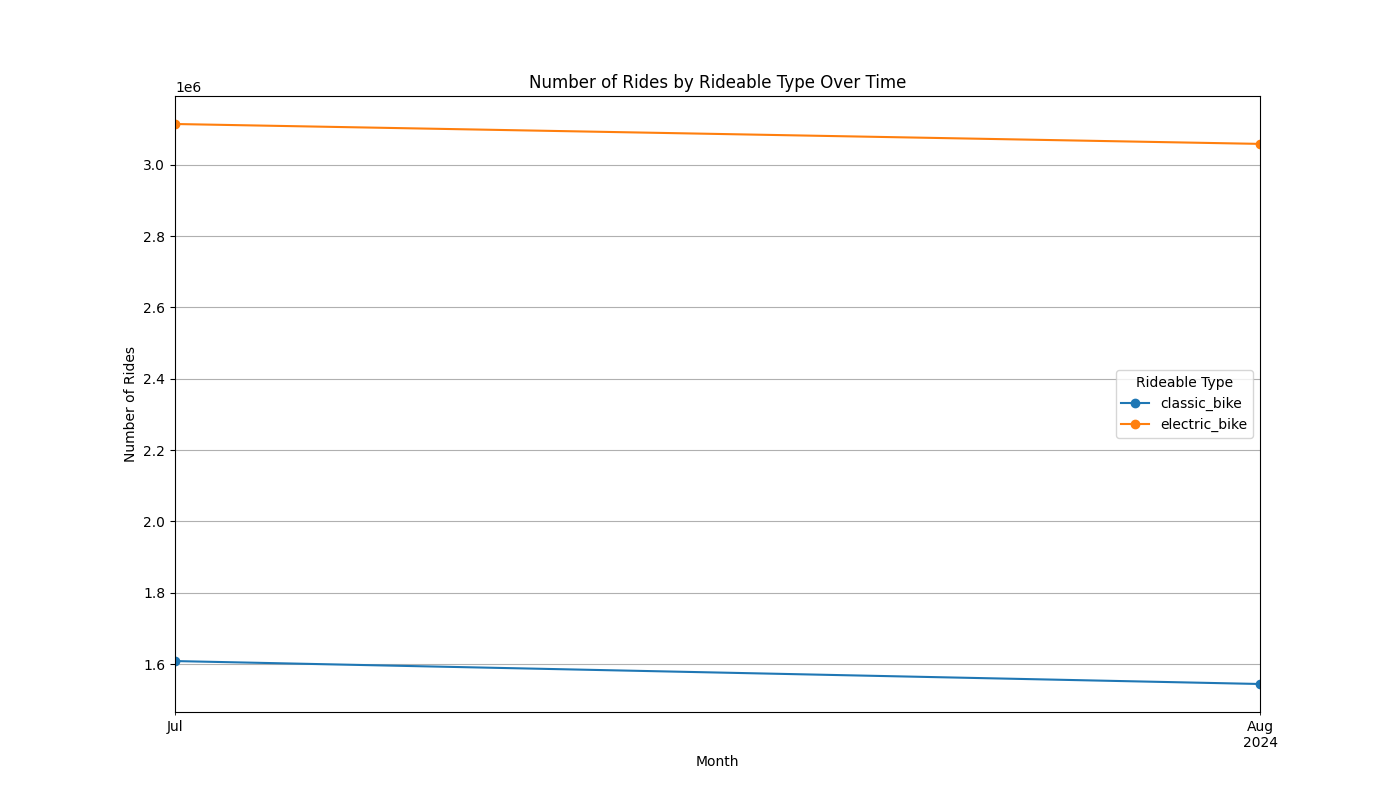 Number of Rides by Rideable Type Over Time
1e6
3.0
2.8
2.6
2.4
2.2
2.0
1.8
1.6
Number of Rides
Rideable Type
classic_bike
electric_bike
Jul
Aug
2024
Month